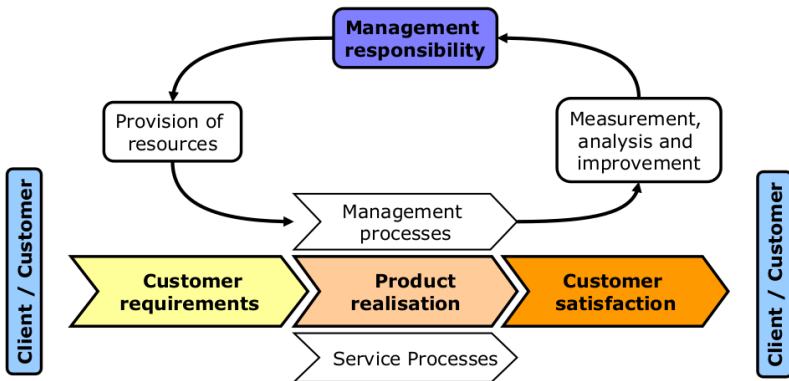 Management
responsibility
Provision of
resources
Measurement,
analysis and
improvement
Client / Customer
Management
processes
Customer
requirements
Product
realisation
Customer
satisfaction
Service Processes
Client / Customer